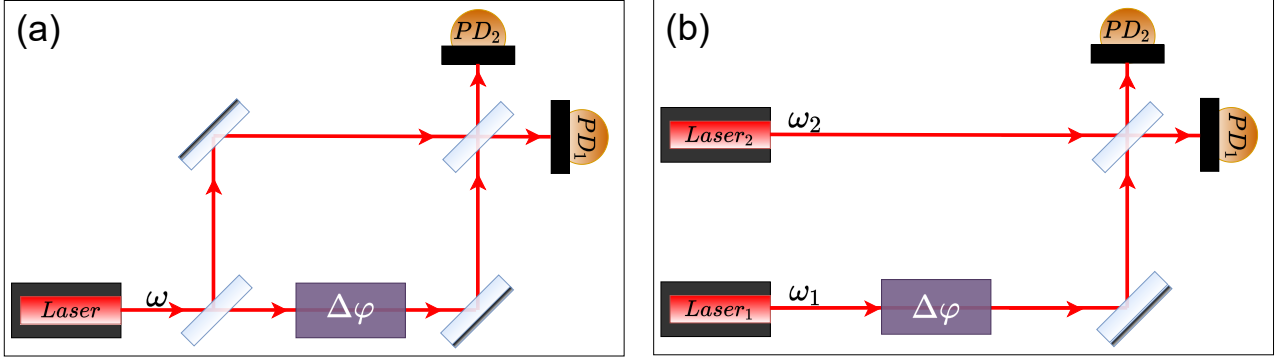 (a)
PD₂
PD₁
Laser
ω
Δφ
(b)
PD₂
Laser₂
ω₂
PD₁
Laser₁
ω₁
Δφ